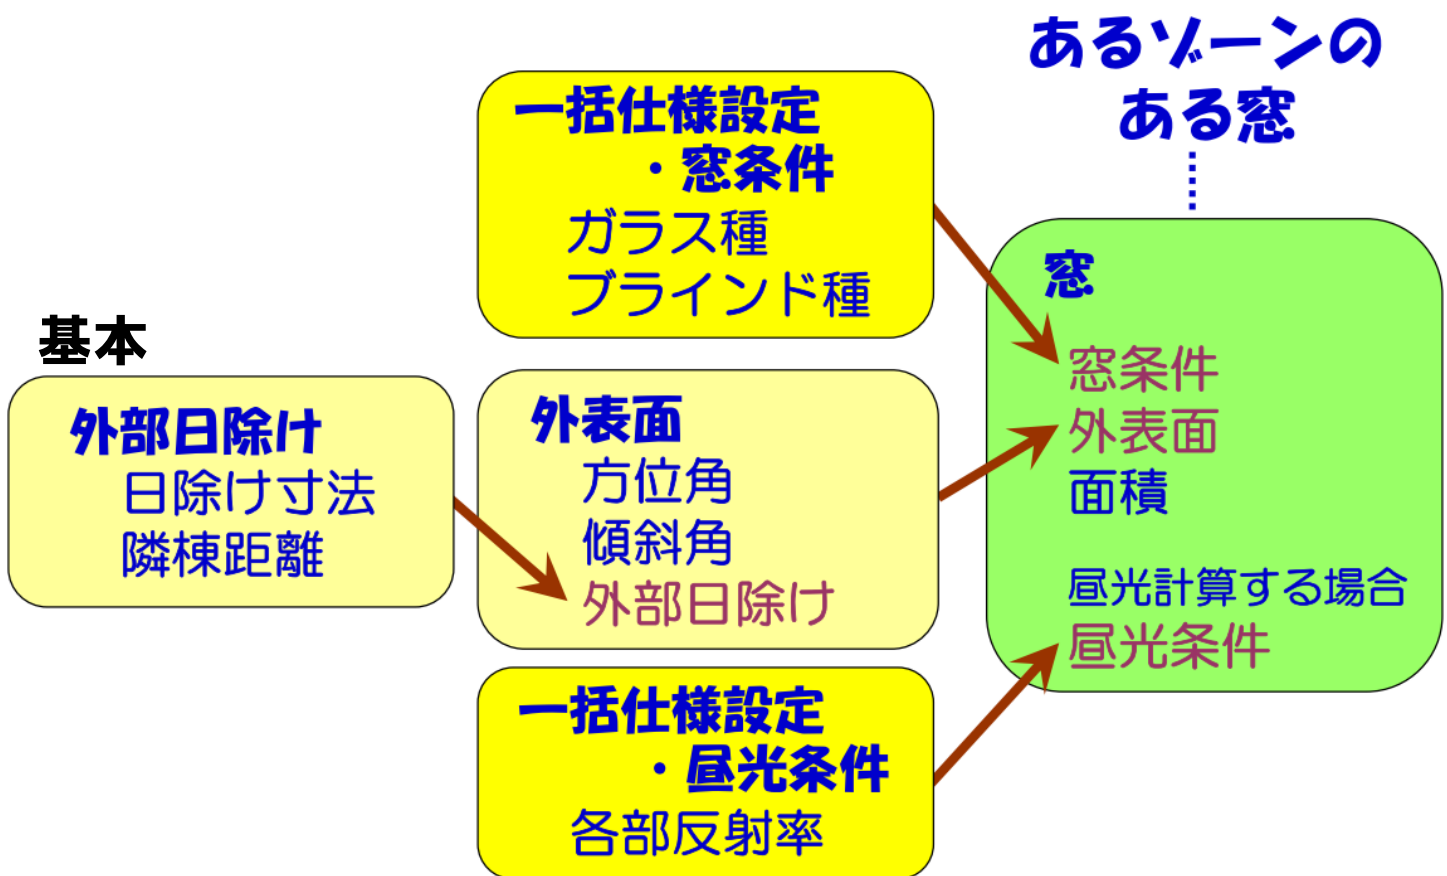 あるゾーンの
ある窓
一括仕様設定
・窓条件
ガラス種
ブラインド種
基本
外部日除け
日除け寸法
隣棟距離
外表面
方位角
傾斜角
外部日除け
一括仕様設定
・昼光条件
各部反射率
窓
窓条件
外表面
面積
昼光計算する場合
昼光条件